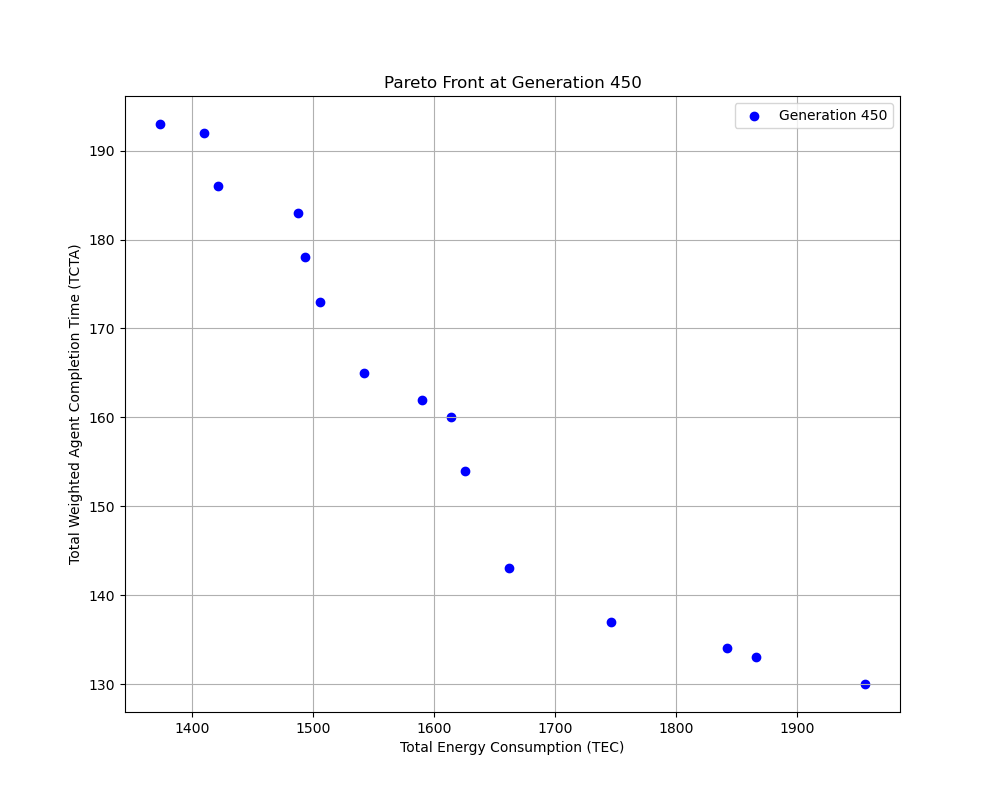 Pareto Front at Generation 450
Generation 450
Total Weighted Agent Completion Time (TCTA)
190
180
170
160
150
140
130
1400 1500 1600 1700 1800 1900
Total Energy Consumption (TEC)